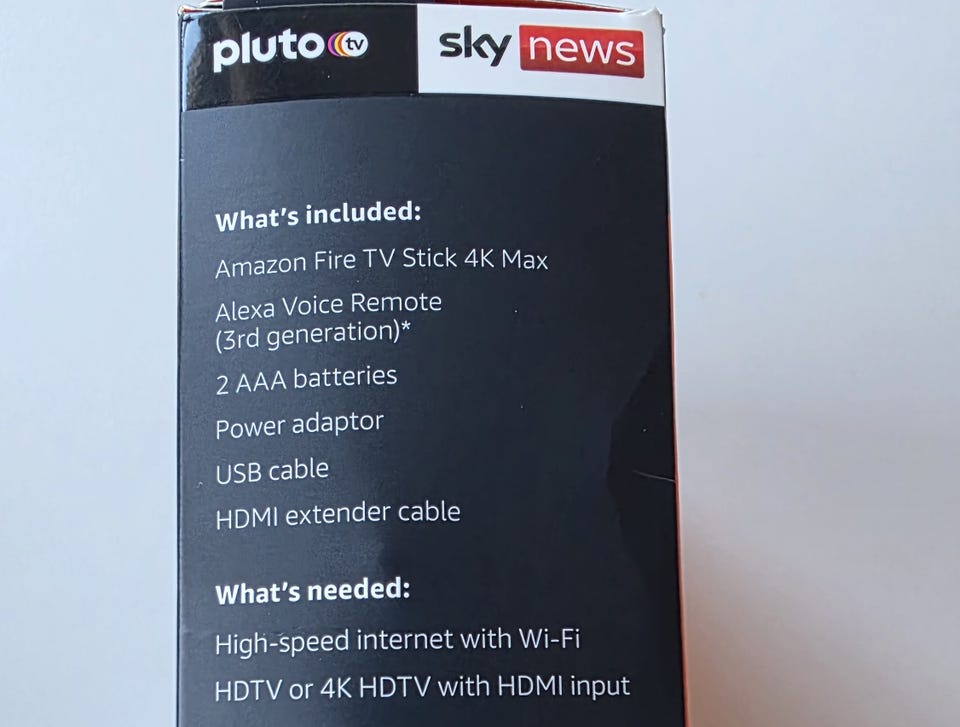 pluto tv
sky news
What's included:
Amazon Fire TV Stick 4K Max
Alexa Voice Remote
(3rd generation)*
2 AAA batteries
Power adaptor
USB cable
HDMI extender cable
What's needed:
High-speed internet with Wi-Fi
HDTV or 4K HDTV with HDMI input